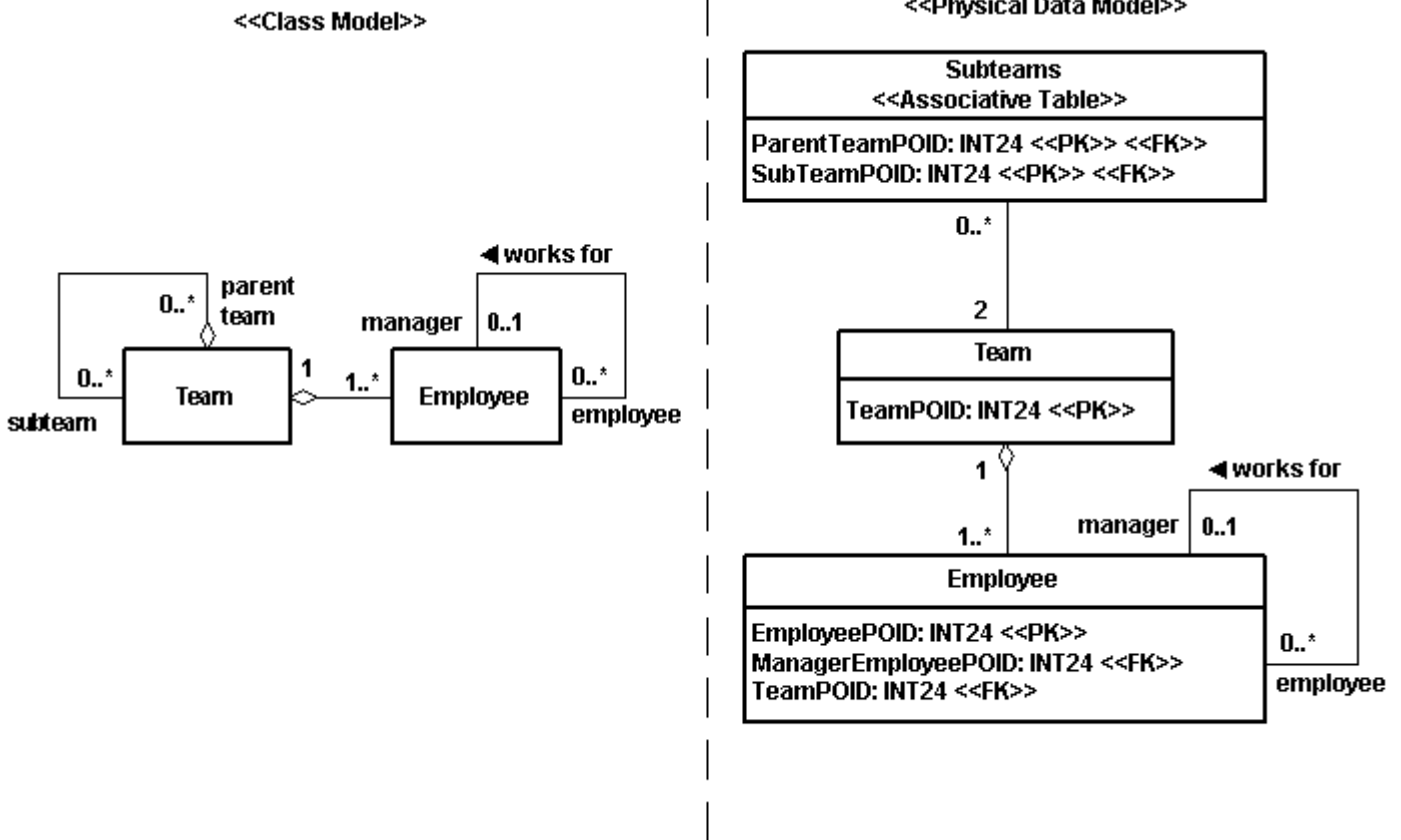 <<Class Model>>
parent
team
0..*
0..*
subteam
Team
1
1..*
◀ works for
manager
0..1
Employee
0..*
employee
<<Physical Data Model>>
Subteams
<<Associative Table>>
ParentTeamPOID: INT24 <<PK>> <<FK>>
SubTeamPOID: INT24 <<PK>> <<FK>>
0..*
2
Team
TeamPOID: INT24 <<PK>>
1
1..*
◀ works for
manager
0..1
Employee
EmployeePOID: INT24 <<PK>>
ManagerEmployeePOID: INT24 <<FK>>
TeamPOID: INT24 <<FK>>
0..*
employee